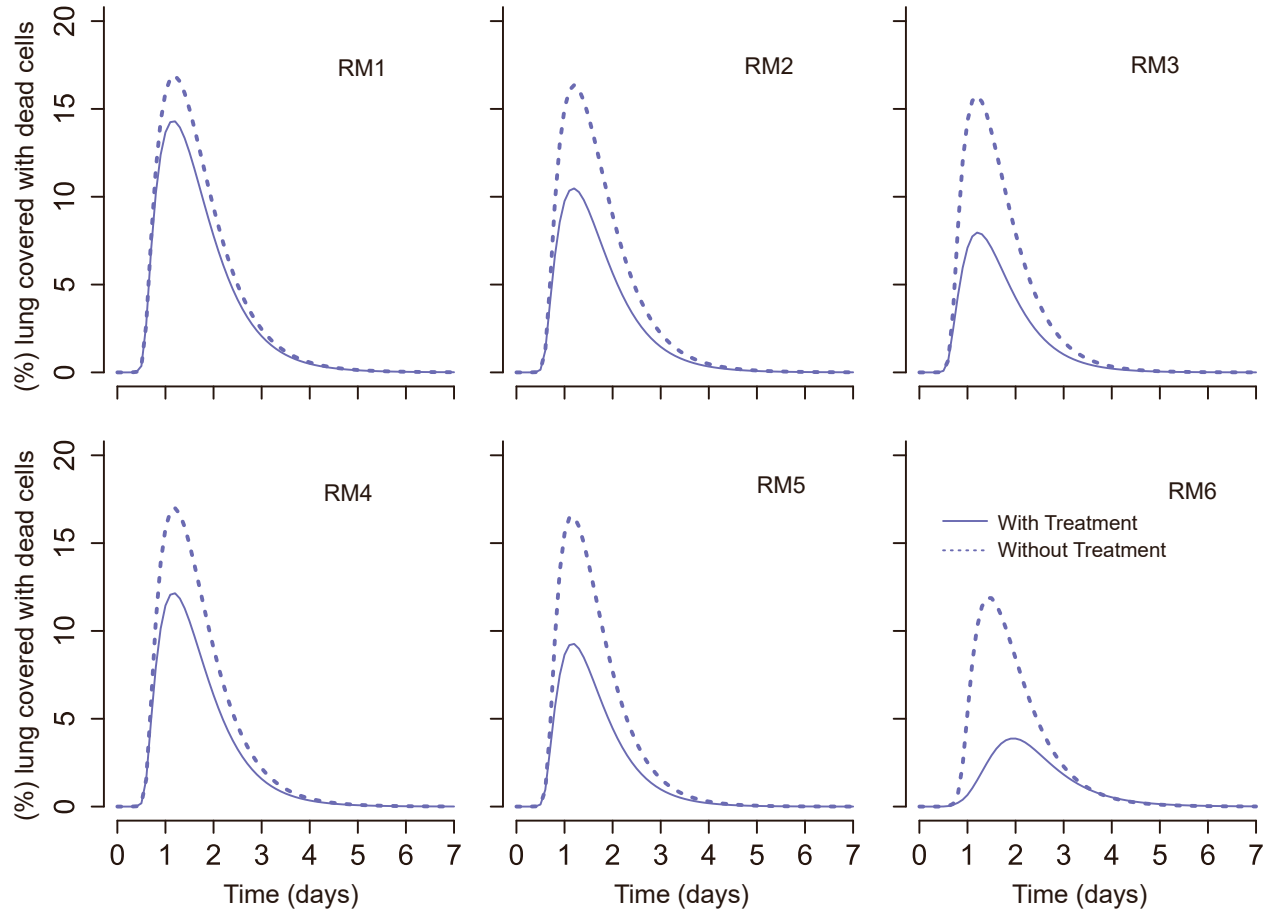 (%) lung covered with dead cells
20
15
10
5
0
RM1
RM2
RM3
(%) lung covered with dead cells
20
15
10
5
0
RM4
RM5
RM6
With Treatment
Without Treatment
0 1 2 3 4 5 6 7
0 1 2 3 4 5 6 7
0 1 2 3 4 5 6 7
Time (days)
Time (days)
Time (days)